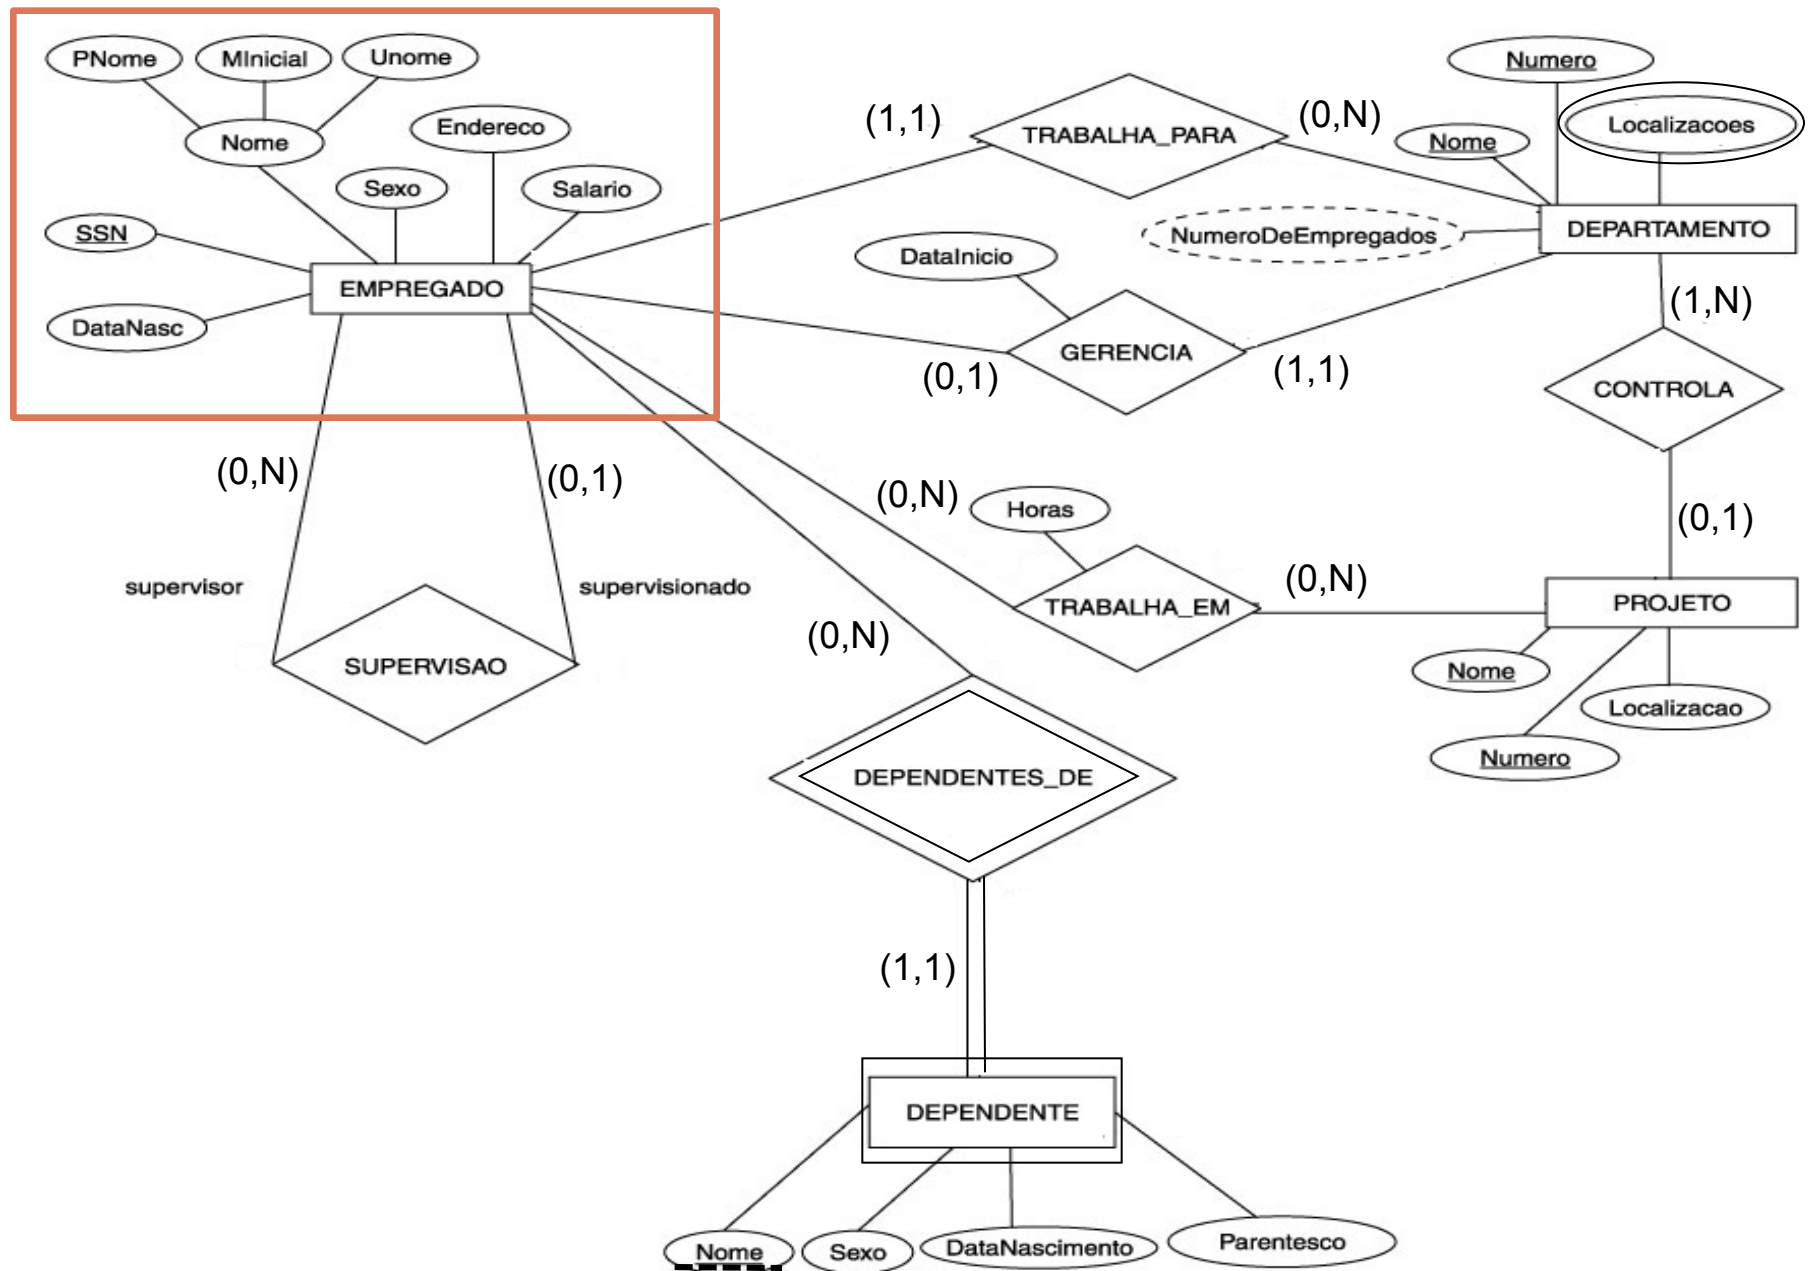 PNome
MInicial
Unome
Nome
Endereco
Sexo
Salario
SSN
DataNasc
EMPREGADO
(1,1)
TRABALHA_PARA
(0,N)
Numero
Localizacoes
Nome
NumeroDeEmpregados
DEPARTAMENTO
DataInicio
GERENCIA
(0,1)
(1,1)
(1,N)
CONTROLA
(0,1)
(0,N)
(0,1)
supervisor
supervisionado
SUPERVISAO
(0,N)
Horas
TRABALHA_EM
(0,N)
PROJETO
Nome
Localizacao
Numero
(0,N)
DEPENDENTES_DE
(1,1)
DEPENDENTE
Nome
Sexo
DataNascimento
Parentesco